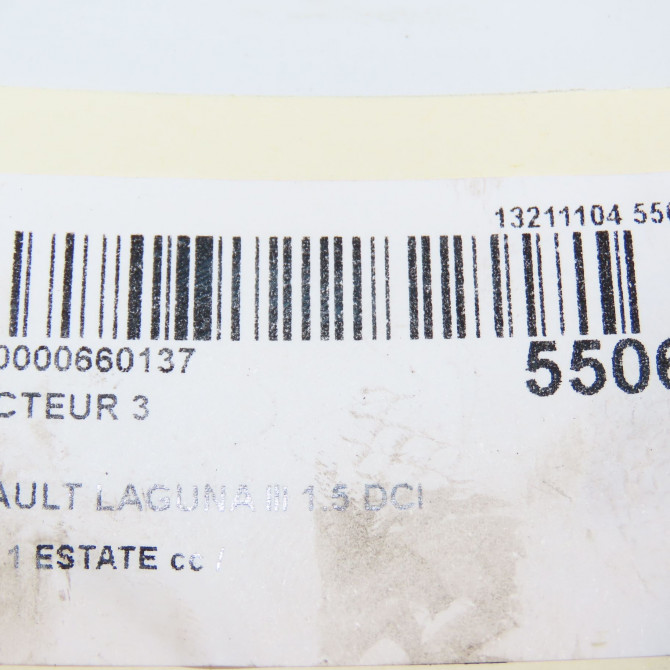 13211104 550
0000660137
5506
CTEUR 3
AULT LAGUNA III 1.5 DCI
1 ESTATE cc /